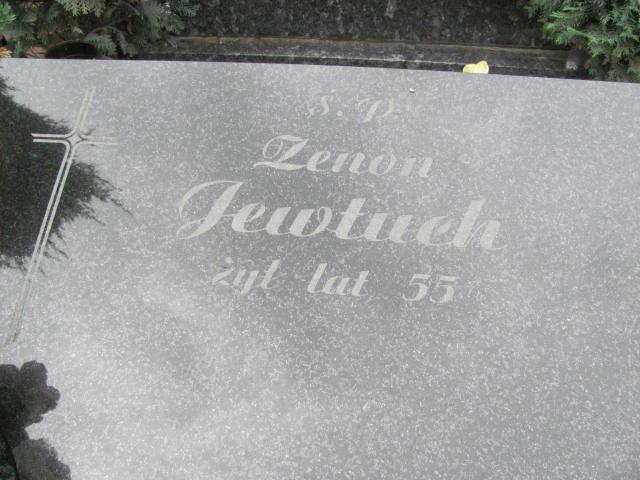 Ś. P.
Zenon
Jewtuch
żył lat 55